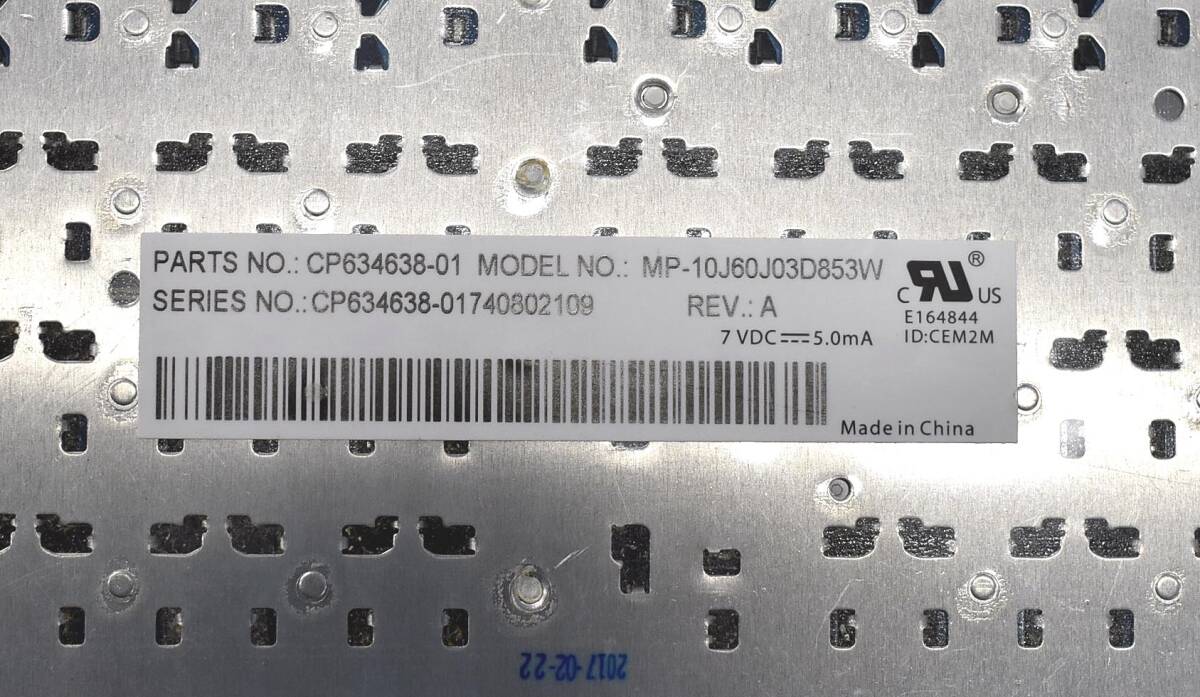 PARTS NO.: CP634638-01 MODEL NO.: MP-10J60J03D853W
SERIES NO.: CP634638-01740802109 REV.: A
7 VDC⎓5.0mA
C RU® US
E164844
ID:CEM2M
Made in China
2017-02-22